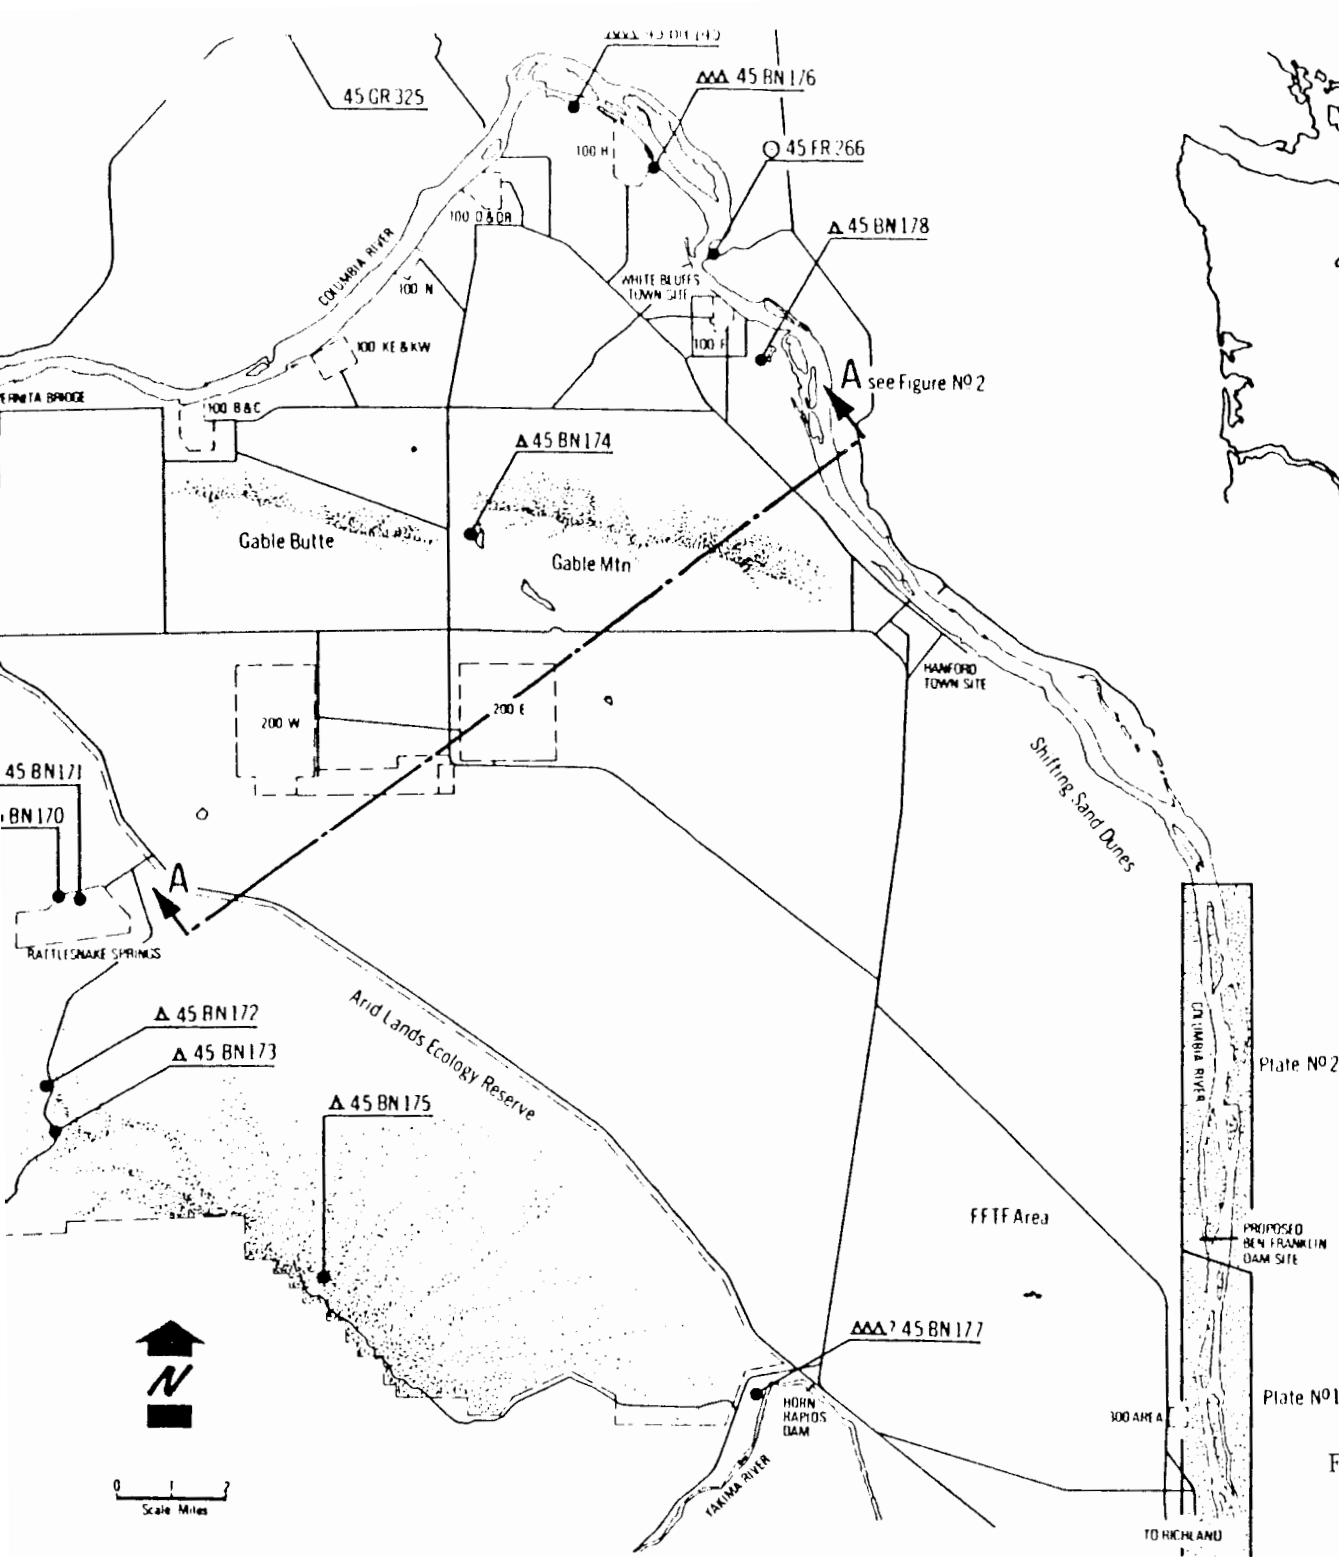 45 GR 325
45 BN 176
45 FR 266
100 H
45 BN 178
100 D & DR
COLUMBIA RIVER
100 N
WHITE BLUFFS
TOWN SITE
100 KE & KW
100 F
A see Figure Nº 2
100 B & C
45 BN 174
Gable Butte
Gable Mtn
HANFORD
TOWN SITE
200 W
200 E
Shifting Sand Dunes
45 BN 171
BN 170
A
RATTLESNAKE SPRINGS
Arid Lands Ecology Reserve
45 BN 172
45 BN 173
COLUMBIA RIVER
Plate Nº 2
45 BN 175
FFTF Area
PROPOSED
BEN FRANKLIN
DAM SITE
? 45 BN 177
N
HORN
RAPIDS
DAM
Plate Nº 1
300 AREA
YAKIMA RIVER
0 1 2
Scale Miles
TO RICHLAND